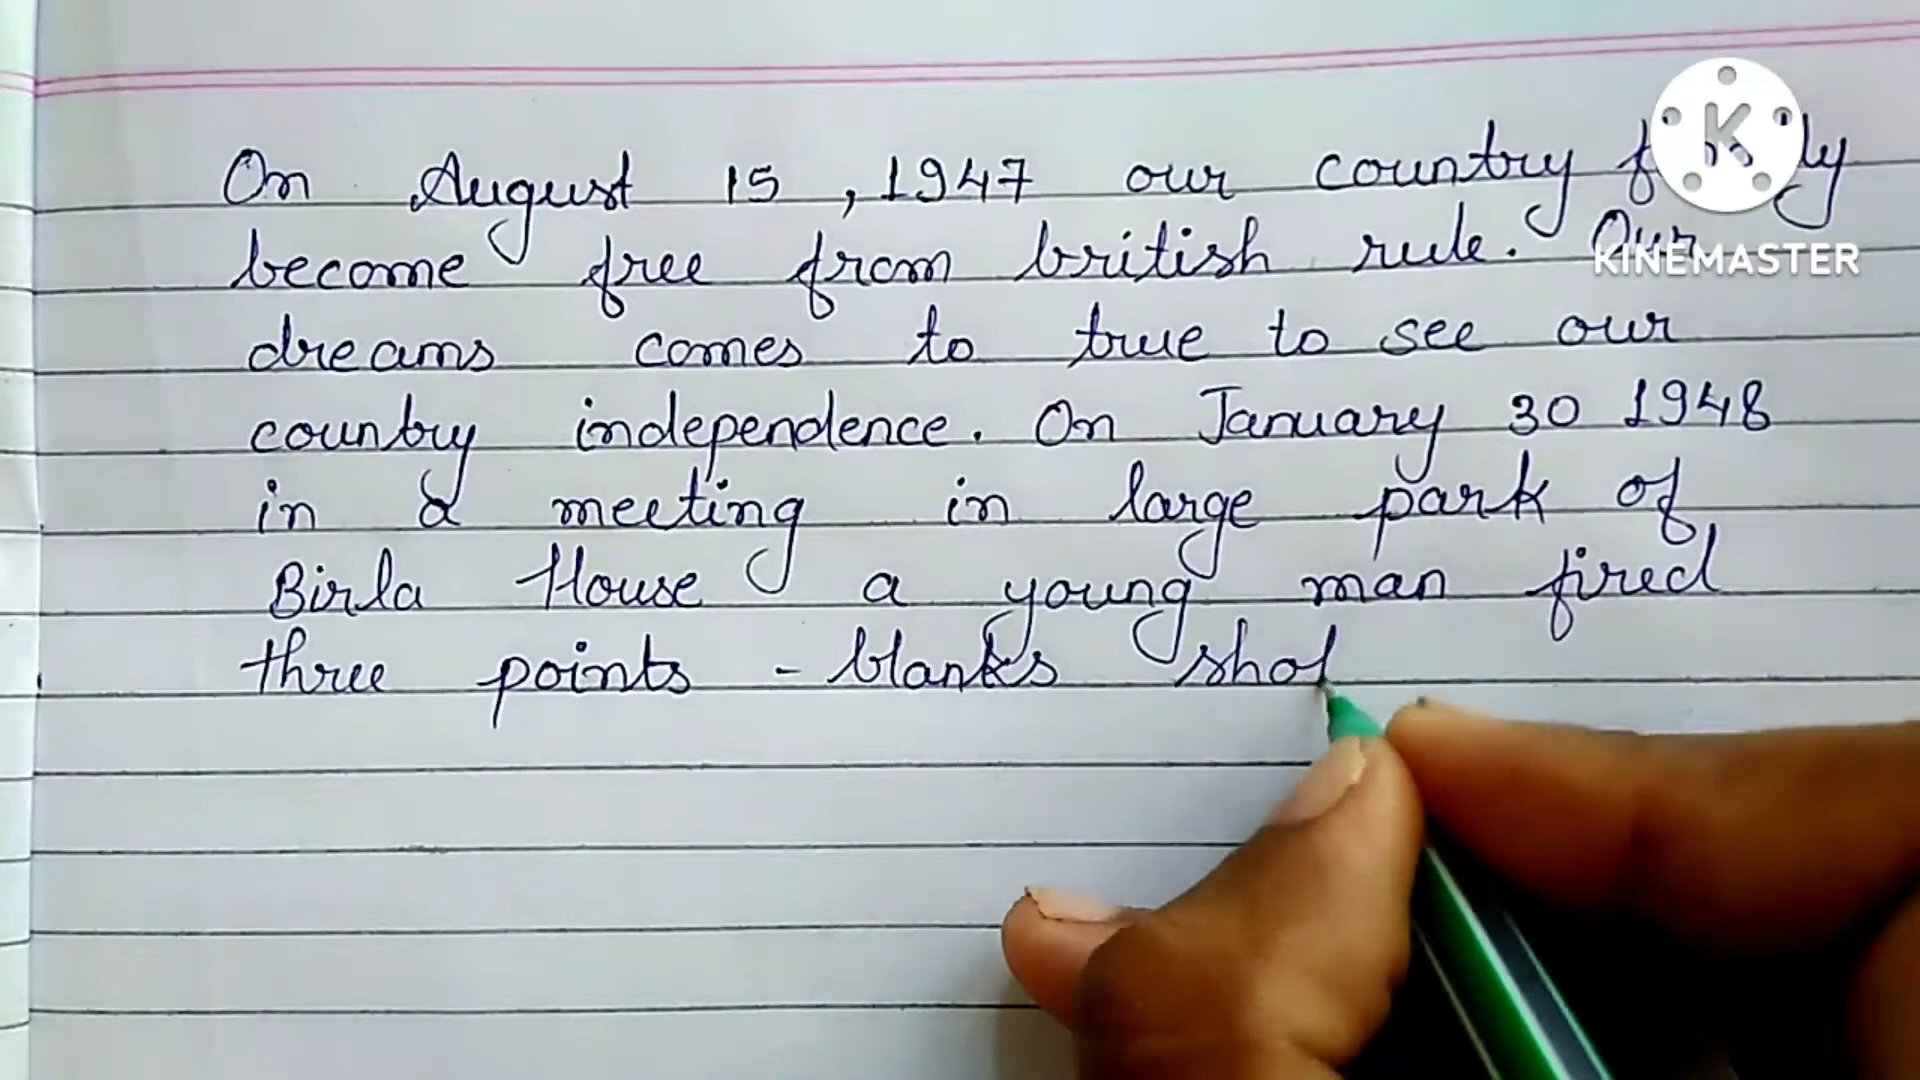 On August 15, 1947 our country
become free from british rule. Our
KINEMASTER
dreams comes to true to see our
country independence. On January 30 1948
in a meeting in large park of
Birla House a young man fired
three points - blanks shot